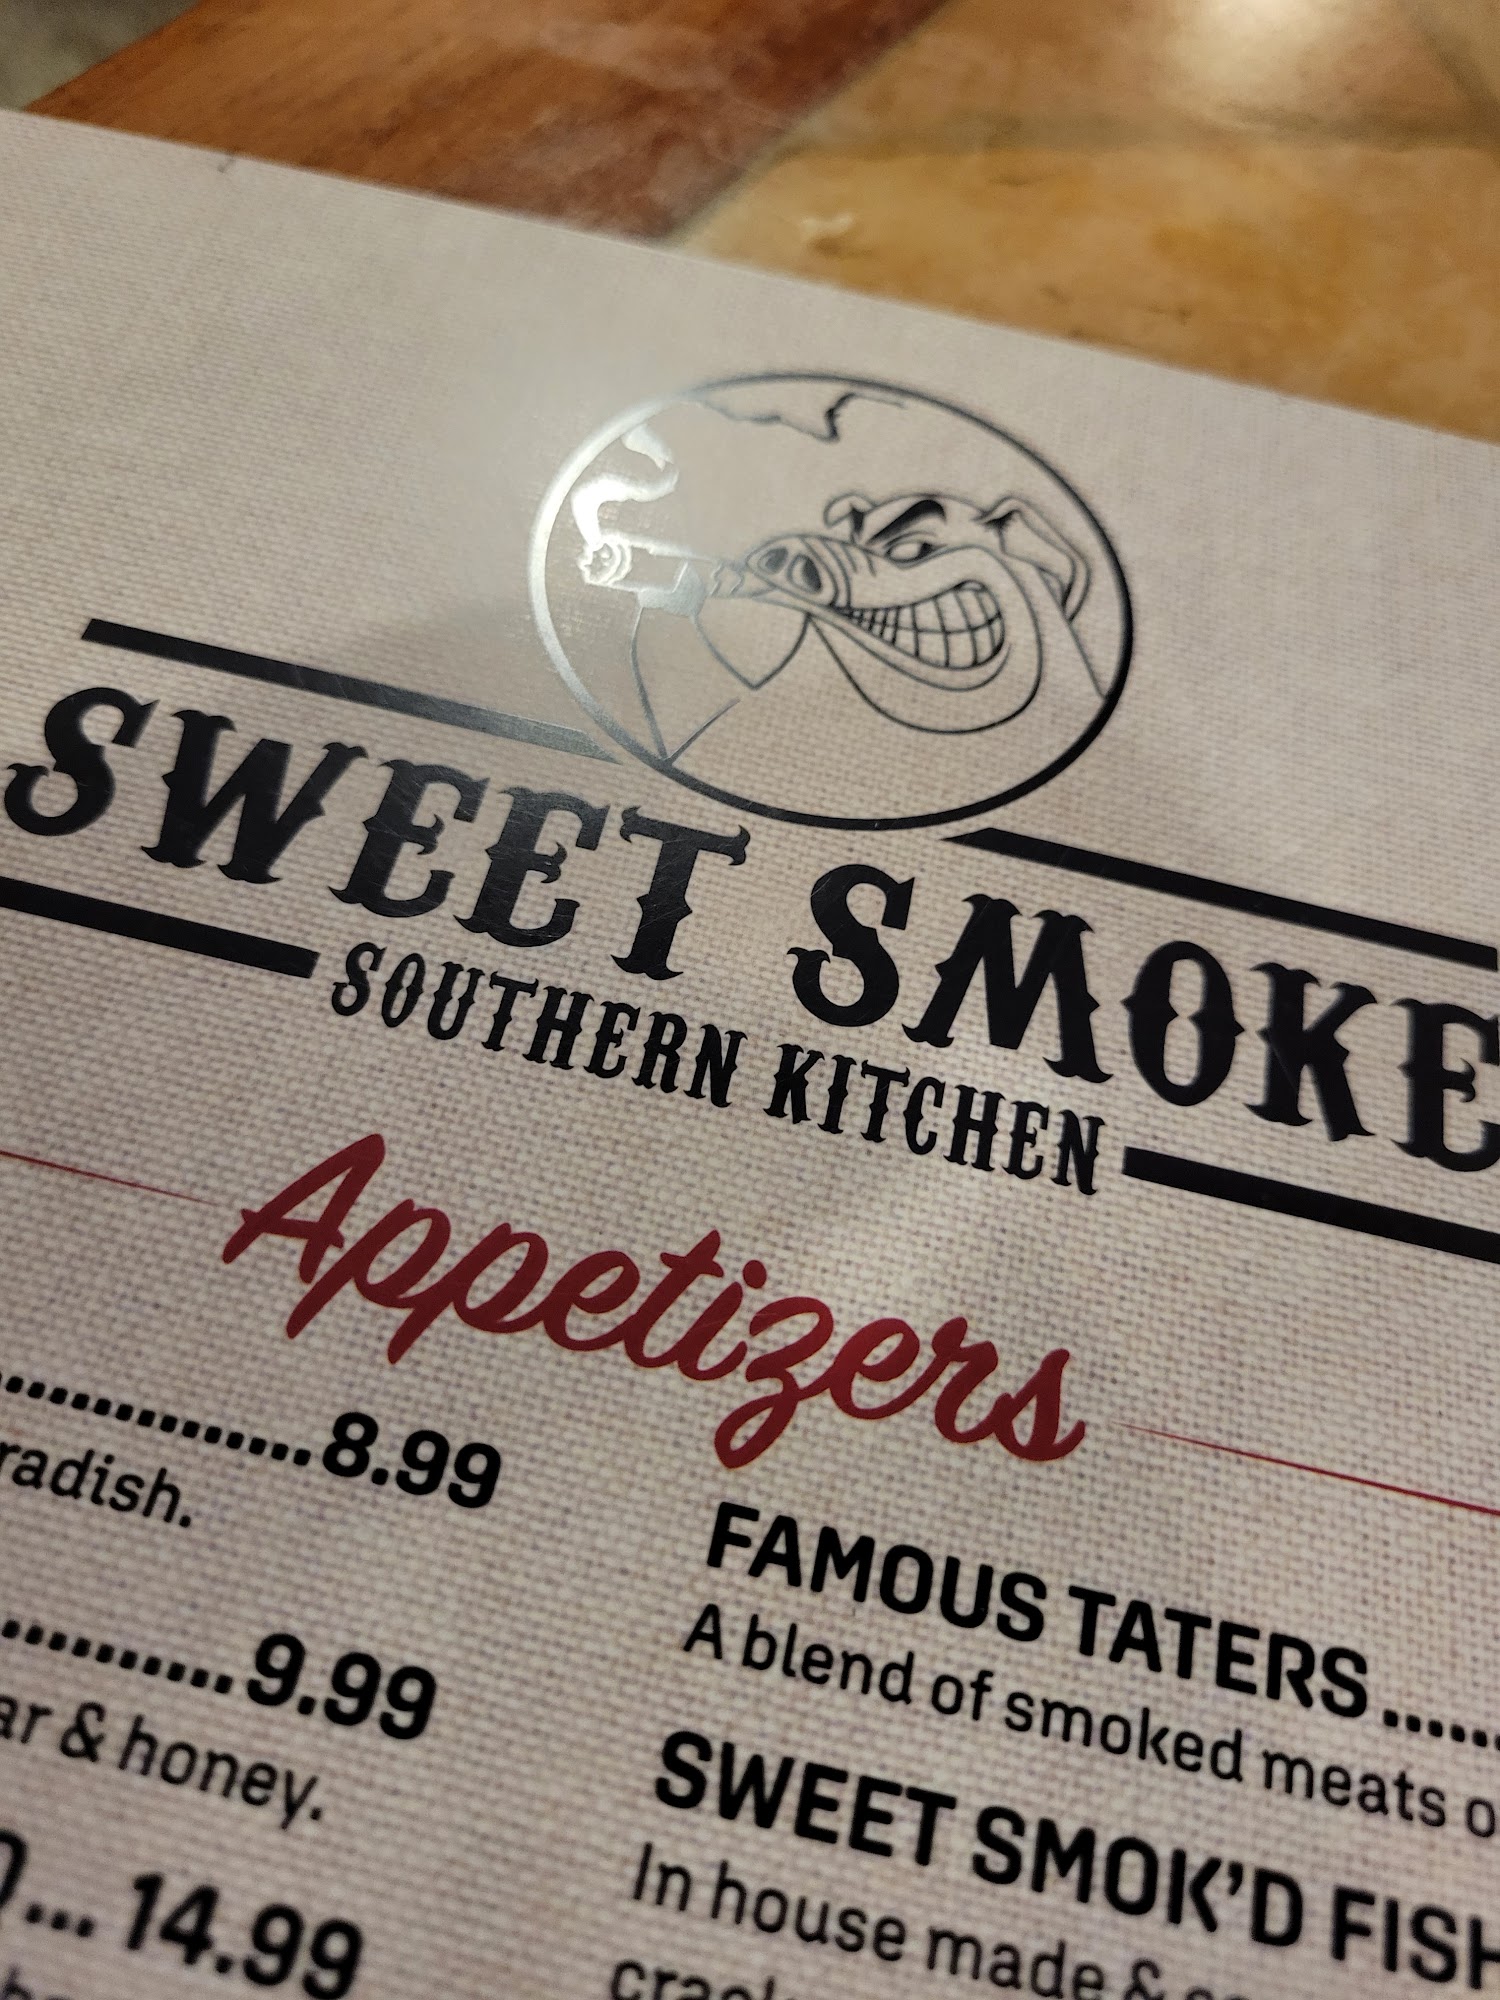 SWEET SMOKE
SOUTHERN KITCHEN
Appetizers
8.99
radish.
9.99
& honey.
14.99
FAMOUS TATERS
A blend of smoked meats
SWEET SMOK'D FISH
In house made &